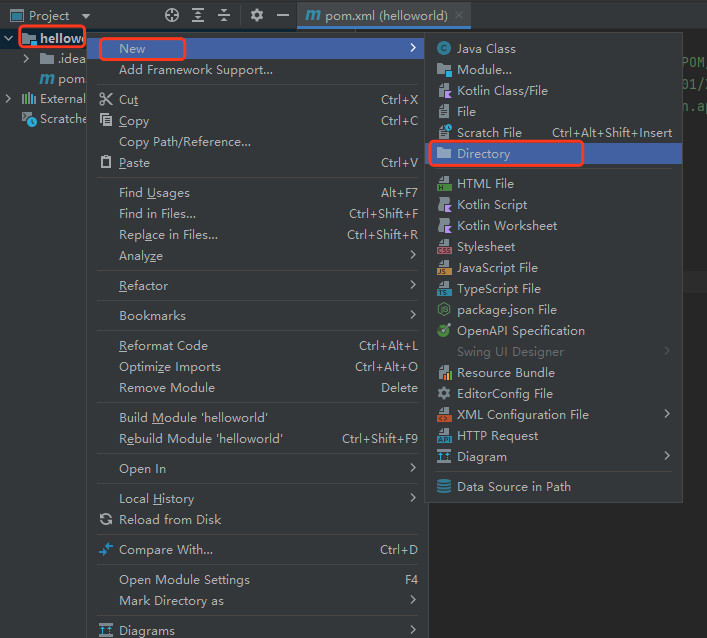 Project
pom.xml (helloworld)
hellow
.idea
pom.
External
Scratche
New
Add Framework Support...
Cut Ctrl+X
Copy Ctrl+C
Copy Path/Reference...
Paste Ctrl+V
Find Usages Alt+F7
Find in Files... Ctrl+Shift+F
Replace in Files... Ctrl+Shift+R
Analyze
Refactor
Bookmarks
Reformat Code Ctrl+Alt+L
Optimize Imports Ctrl+Alt+O
Remove Module Delete
Build Module 'helloworld'
Rebuild Module 'helloworld' Ctrl+Shift+F9
Open In
Local History
Reload from Disk
Compare With... Ctrl+D
Open Module Settings F4
Mark Directory as
Diagrams
Java Class
Module...
Kotlin Class/File
File
Scratch File Ctrl+Alt+Shift+Insert
Directory
HTML File
Kotlin Script
Kotlin Worksheet
Stylesheet
JavaScript File
TypeScript File
package.json File
OpenAPI Specification
Swing UI Designer
Resource Bundle
EditorConfig File
XML Configuration File
HTTP Request
Diagram
Data Source in Path
POM/
01/2
n.ap